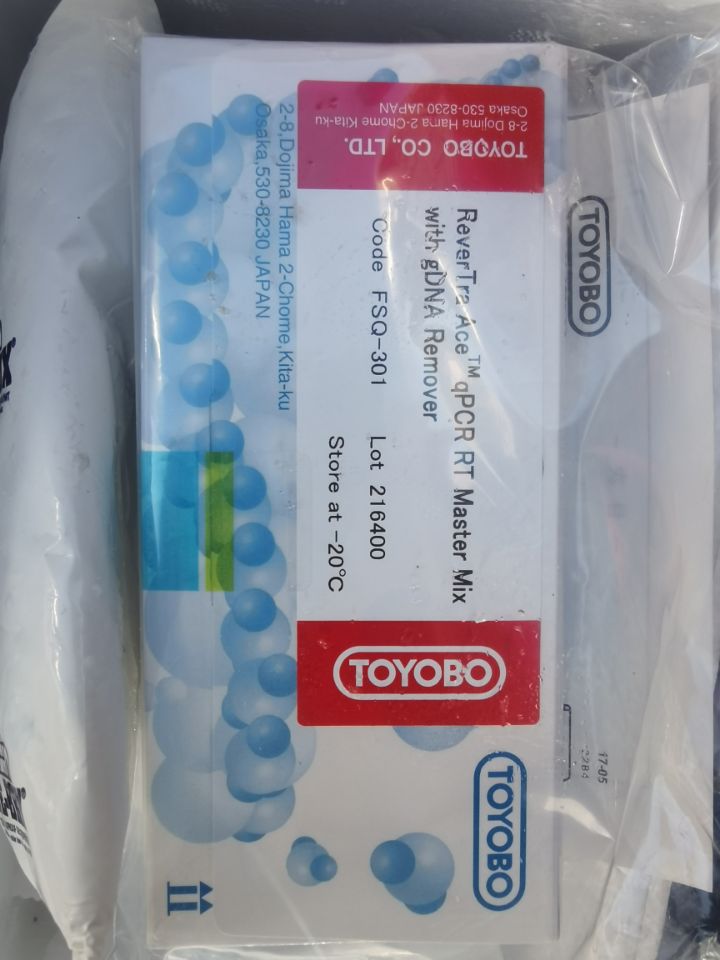 TOYOBO CO., LTD.
2-8 Dojima Hama 2-Chome Kita-ku
Osaka 530-8230 JAPAN
ReverTra Ace™ qPCR RT Master Mix
with gDNA Remover
Code FSQ-301 Lot 216400
Store at -20°C
TOYOBO
2-8,Dojima Hama 2-Chome,Kita-ku
Osaka,530-8230 JAPAN
TOYOBO
TOYOBO
17-05